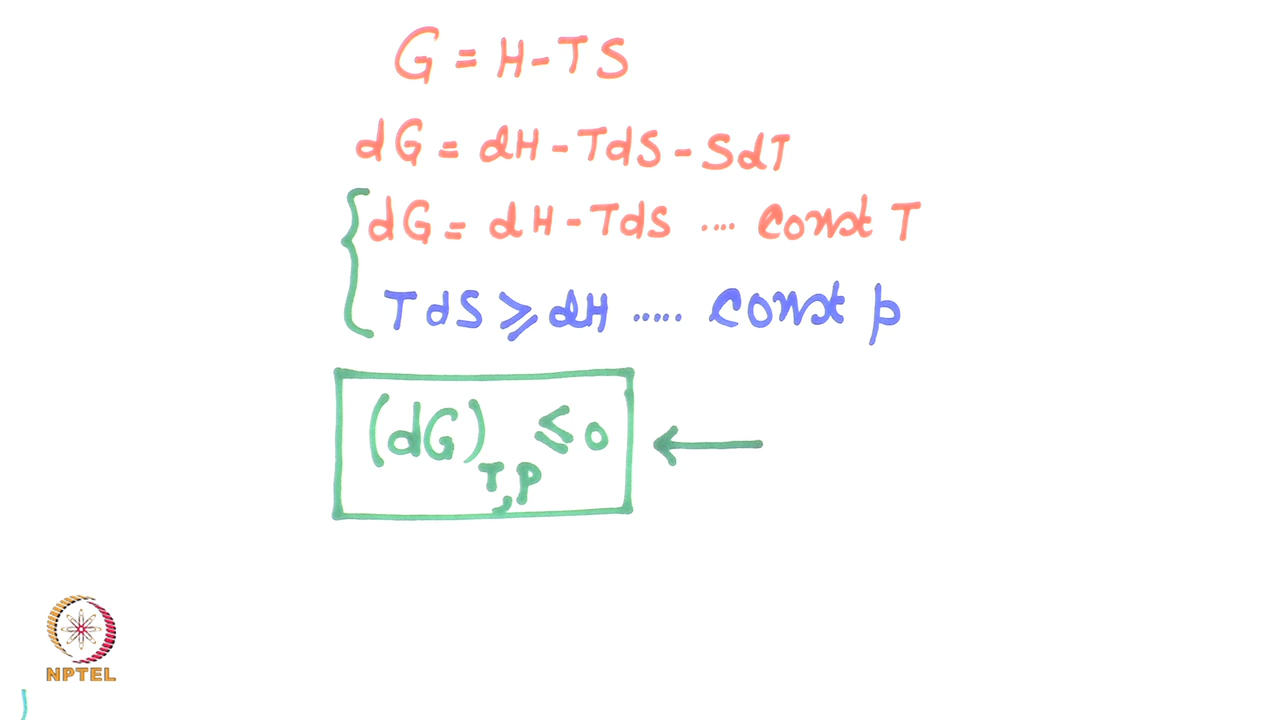 G = H - TS
dG = dH - TdS - SdT
dG = dH - TdS .... const T
TdS ⩾ dH ..... const p
(dG)T,P ≤ 0
NPTEL